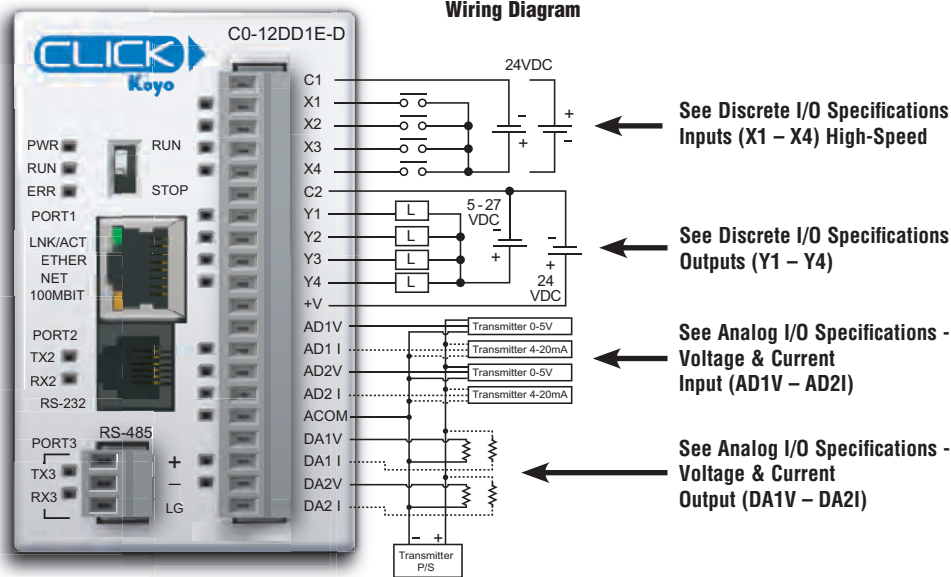 Wiring Diagram
CLICK
Koyo
C0-12DD1E-D
PWR
RUN
ERR
RUN
STOP
PORT1
LNK/ACT
ETHER
NET
100MBIT
PORT2
TX2
RX2
RS-232
PORT3
RS-485
TX3
RX3
+
–
LG
C1
X1
X2
X3
X4
C2
Y1
Y2
Y3
Y4
+V
AD1V
AD1 I
AD2V
AD2 I
ACOM
DA1V
DA1 I
DA2V
DA2 I
24VDC
-
+
+
-
L
L
L
L
5-27
VDC
-
+
-
+
24
VDC
Transmitter 0-5V
Transmitter 4-20mA
Transmitter 0-5V
Transmitter 4-20mA
- +
Transmitter
P/S
See Discrete I/O Specifications
Inputs (X1 – X4) High-Speed
See Discrete I/O Specifications
Outputs (Y1 – Y4)
See Analog I/O Specifications -
Voltage & Current
Input (AD1V – AD2I)
See Analog I/O Specifications -
Voltage & Current
Output (DA1V – DA2I)